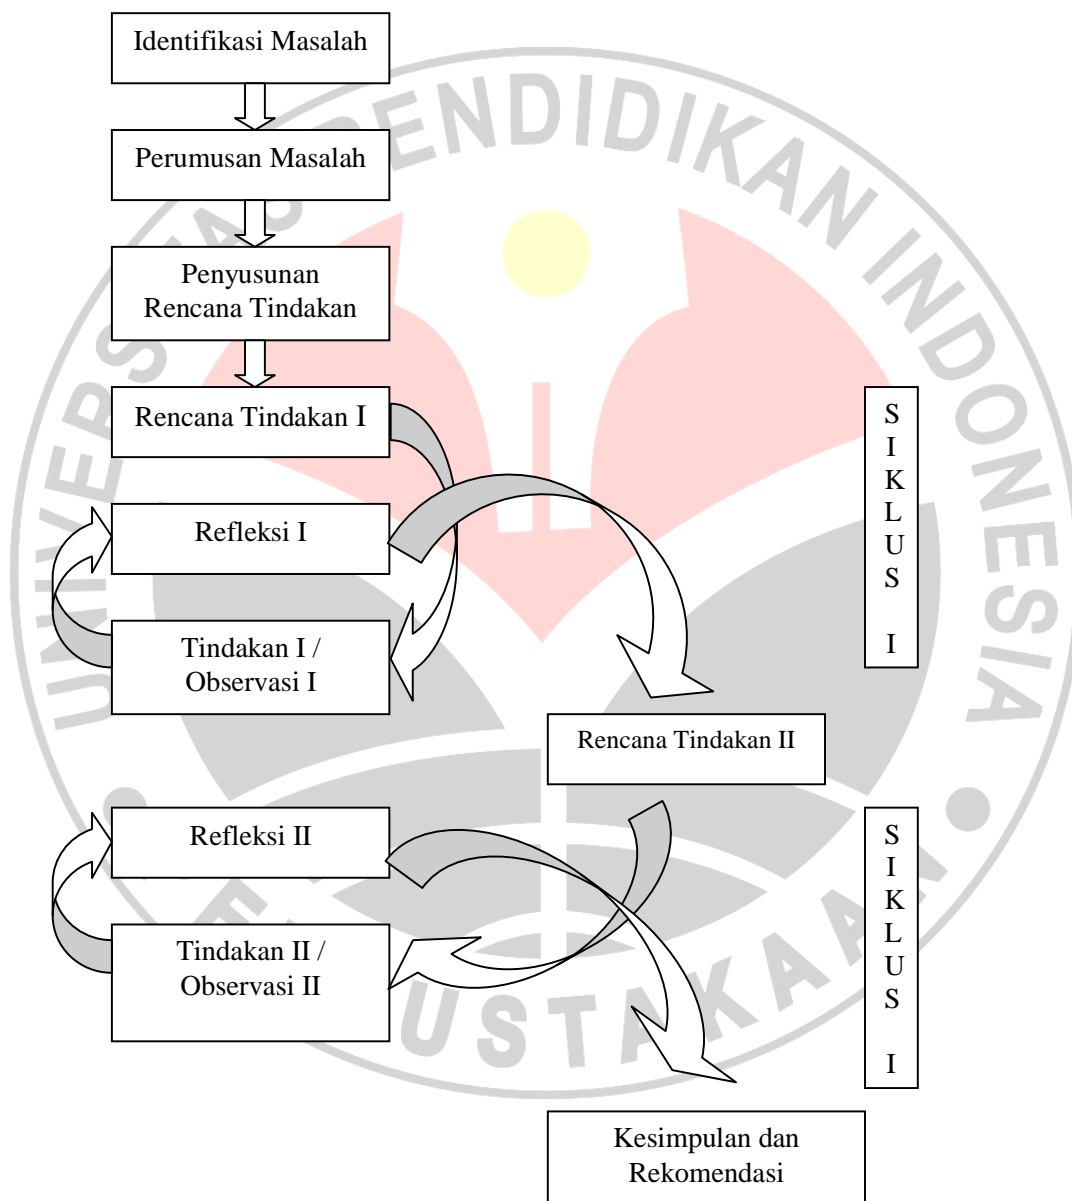 Identifikasi Masalah
Perumusan Masalah
Penyusunan
Rencana Tindakan
Rencana Tindakan I
Refleksi I
Tindakan I /
Observasi I
S
I
K
L
U
S
I
Rencana Tindakan II
Refleksi II
Tindakan II /
Observasi II
S
I
K
L
U
S
I
Kesimpulan dan
Rekomendasi
PENDIDIKAN INDONESIA